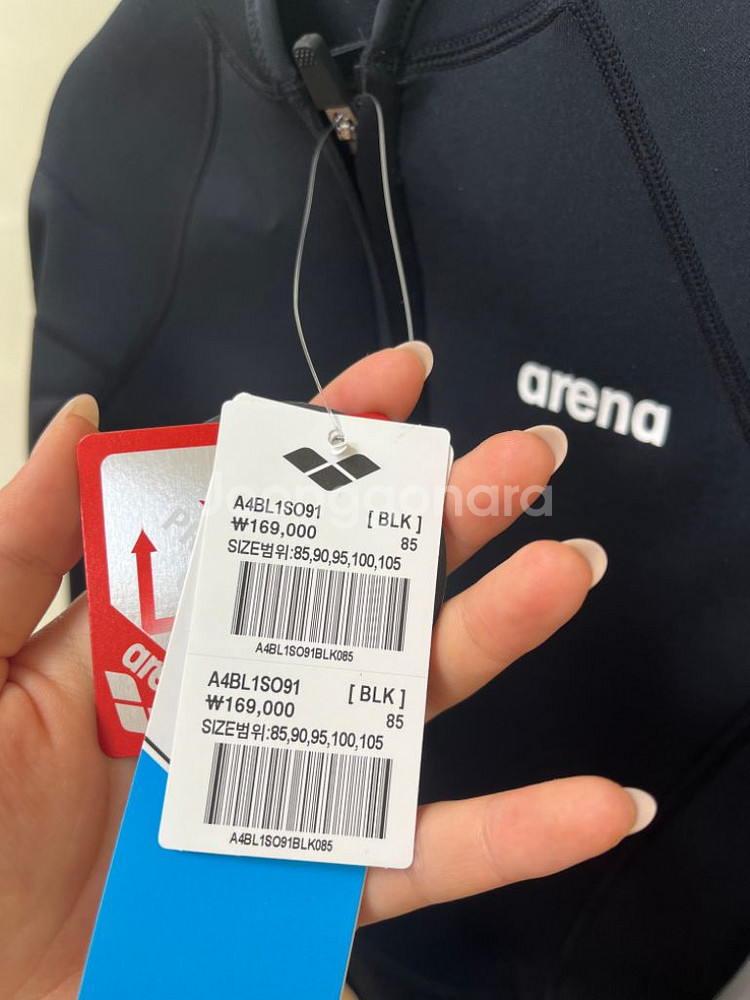 arena
A4BL1SO91
₩169,000
[ BLK ]
85
SIZE범위:85,90,95,100,105
A4BL1SO91BLK085
A4BL1SO91
₩169,000
[ BLK ]
85
SIZE범위:85,90,95,100,105
A4BL1SO91BLK085
Joonggonara